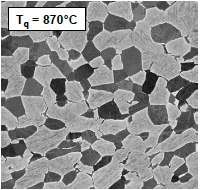 Tq = 870°C